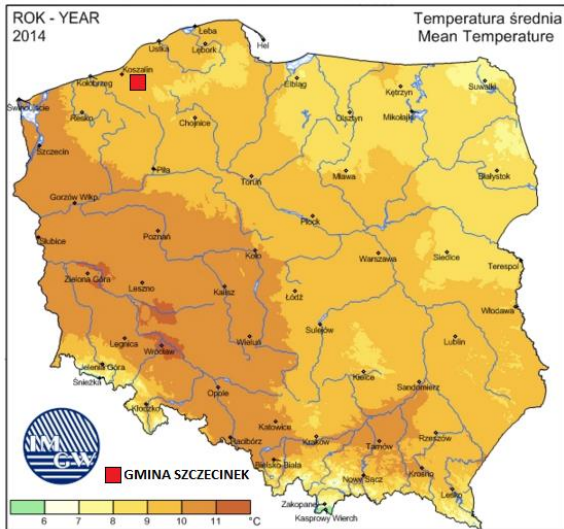 ROK - YEAR
2014
Temperatura średnia
Mean Temperature
Łeba
Hel
Ustka
Lębork
Koszalin
Kołobrzeg
Elbląg
Kętrzyn
Suwałki
Świnoujście
Resko
Chojnice
Olsztyn
Mikołajki
Szczecin
Piła
Toruń
Mława
Białystok
Gorzów Wlkp.
Płock
Słubice
Poznań
Koło
Warszawa
Siedlce
Terespol
Zielona Góra
Leszno
Kalisz
Łódź
Włodawa
Sulejów
Legnica
Wrocław
Wieluń
Lublin
Jelenia Góra
Śnieżka
Kielce
Sandomierz
Kłodzko
Opole
Katowice
Racibórz
Kraków
Tarnów
Rzeszów
Bielsko-Biała
Nowy Sącz
Krosno
Lesko
IM
GW
GMINA SZCZECINEK
Zakopane
Kasprowy Wierch
6 7 8 9 10 11 °C